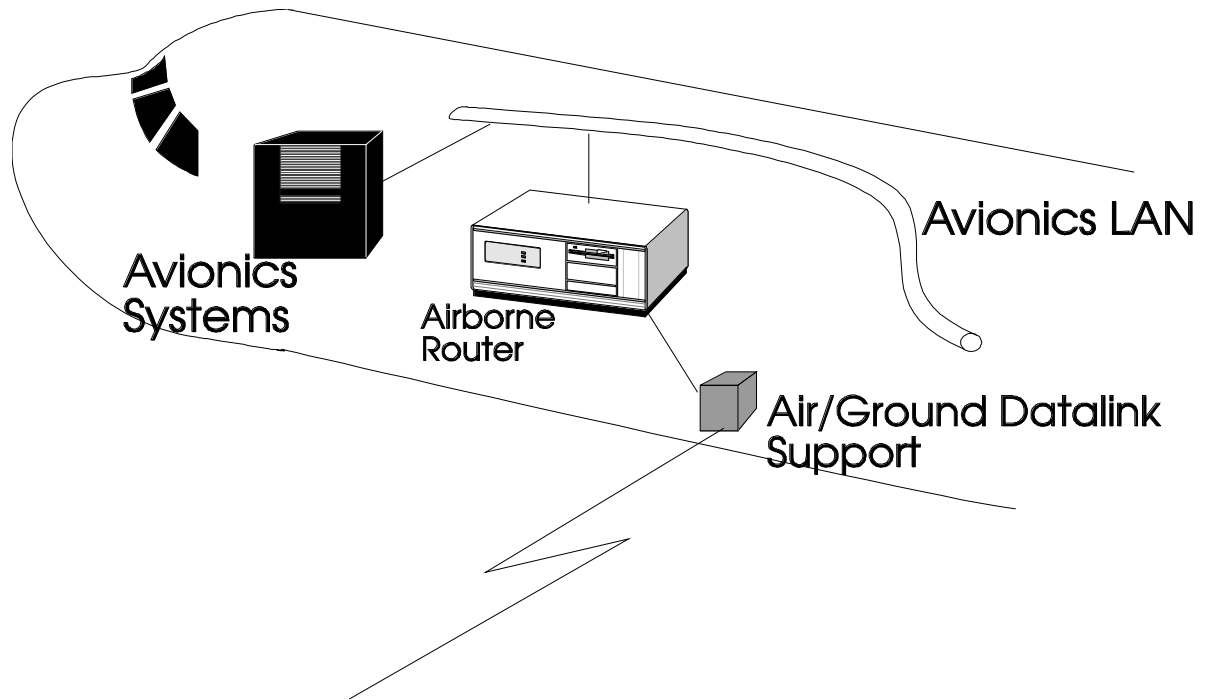 Avionics LAN
Avionics
Systems
Airborne
Router
Air/Ground Datalink
Support